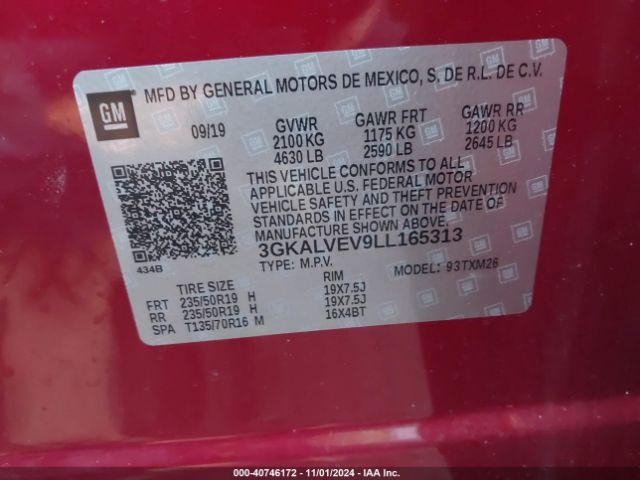 GM
MFD BY GENERAL MOTORS DE MEXICO, S. DE R.L. DE C.V.
09/19 GVWR GAWR FRT GAWR RR
2100 KG 1175 KG 1200 KG
4630 LB 2590 LB 2645 LB
THIS VEHICLE CONFORMS TO ALL
APPLICABLE U.S. FEDERAL MOTOR
VEHICLE SAFETY AND THEFT PREVENTION
STANDARDS IN EFFECT ON THE DATE OF
MANUFACTURE SHOWN ABOVE.
3GKALVEV9LL165313
434B TYPE: M.P.V. MODEL: 93TXM26
TIRE SIZE RIM
FRT 235/50R19 H 19X7.5J
RR 235/50R19 H 19X7.5J
SPA T135/70R16 M 16X4BT
000-40746172 - 11/01/2024 - IAA Inc.